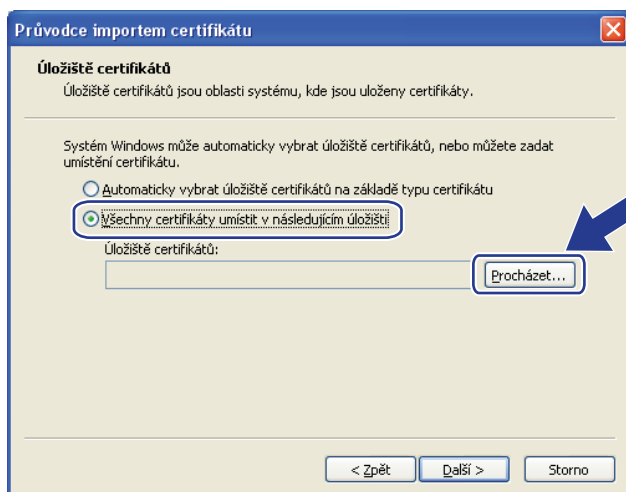 Průvodce importem certifikátu
Úložiště certifikátů
Úložiště certifikátů jsou oblasti systému, kde jsou uloženy certifikáty.
Systém Windows může automaticky vybrat úložiště certifikátů, nebo můžete zadat
umístění certifikátu.
Automaticky vybrat úložiště certifikátů na základě typu certifikátu
Všechny certifikáty umístit v následujícím úložišti
Úložiště certifikátů:
Procházet...
< Zpět
Další >
Storno